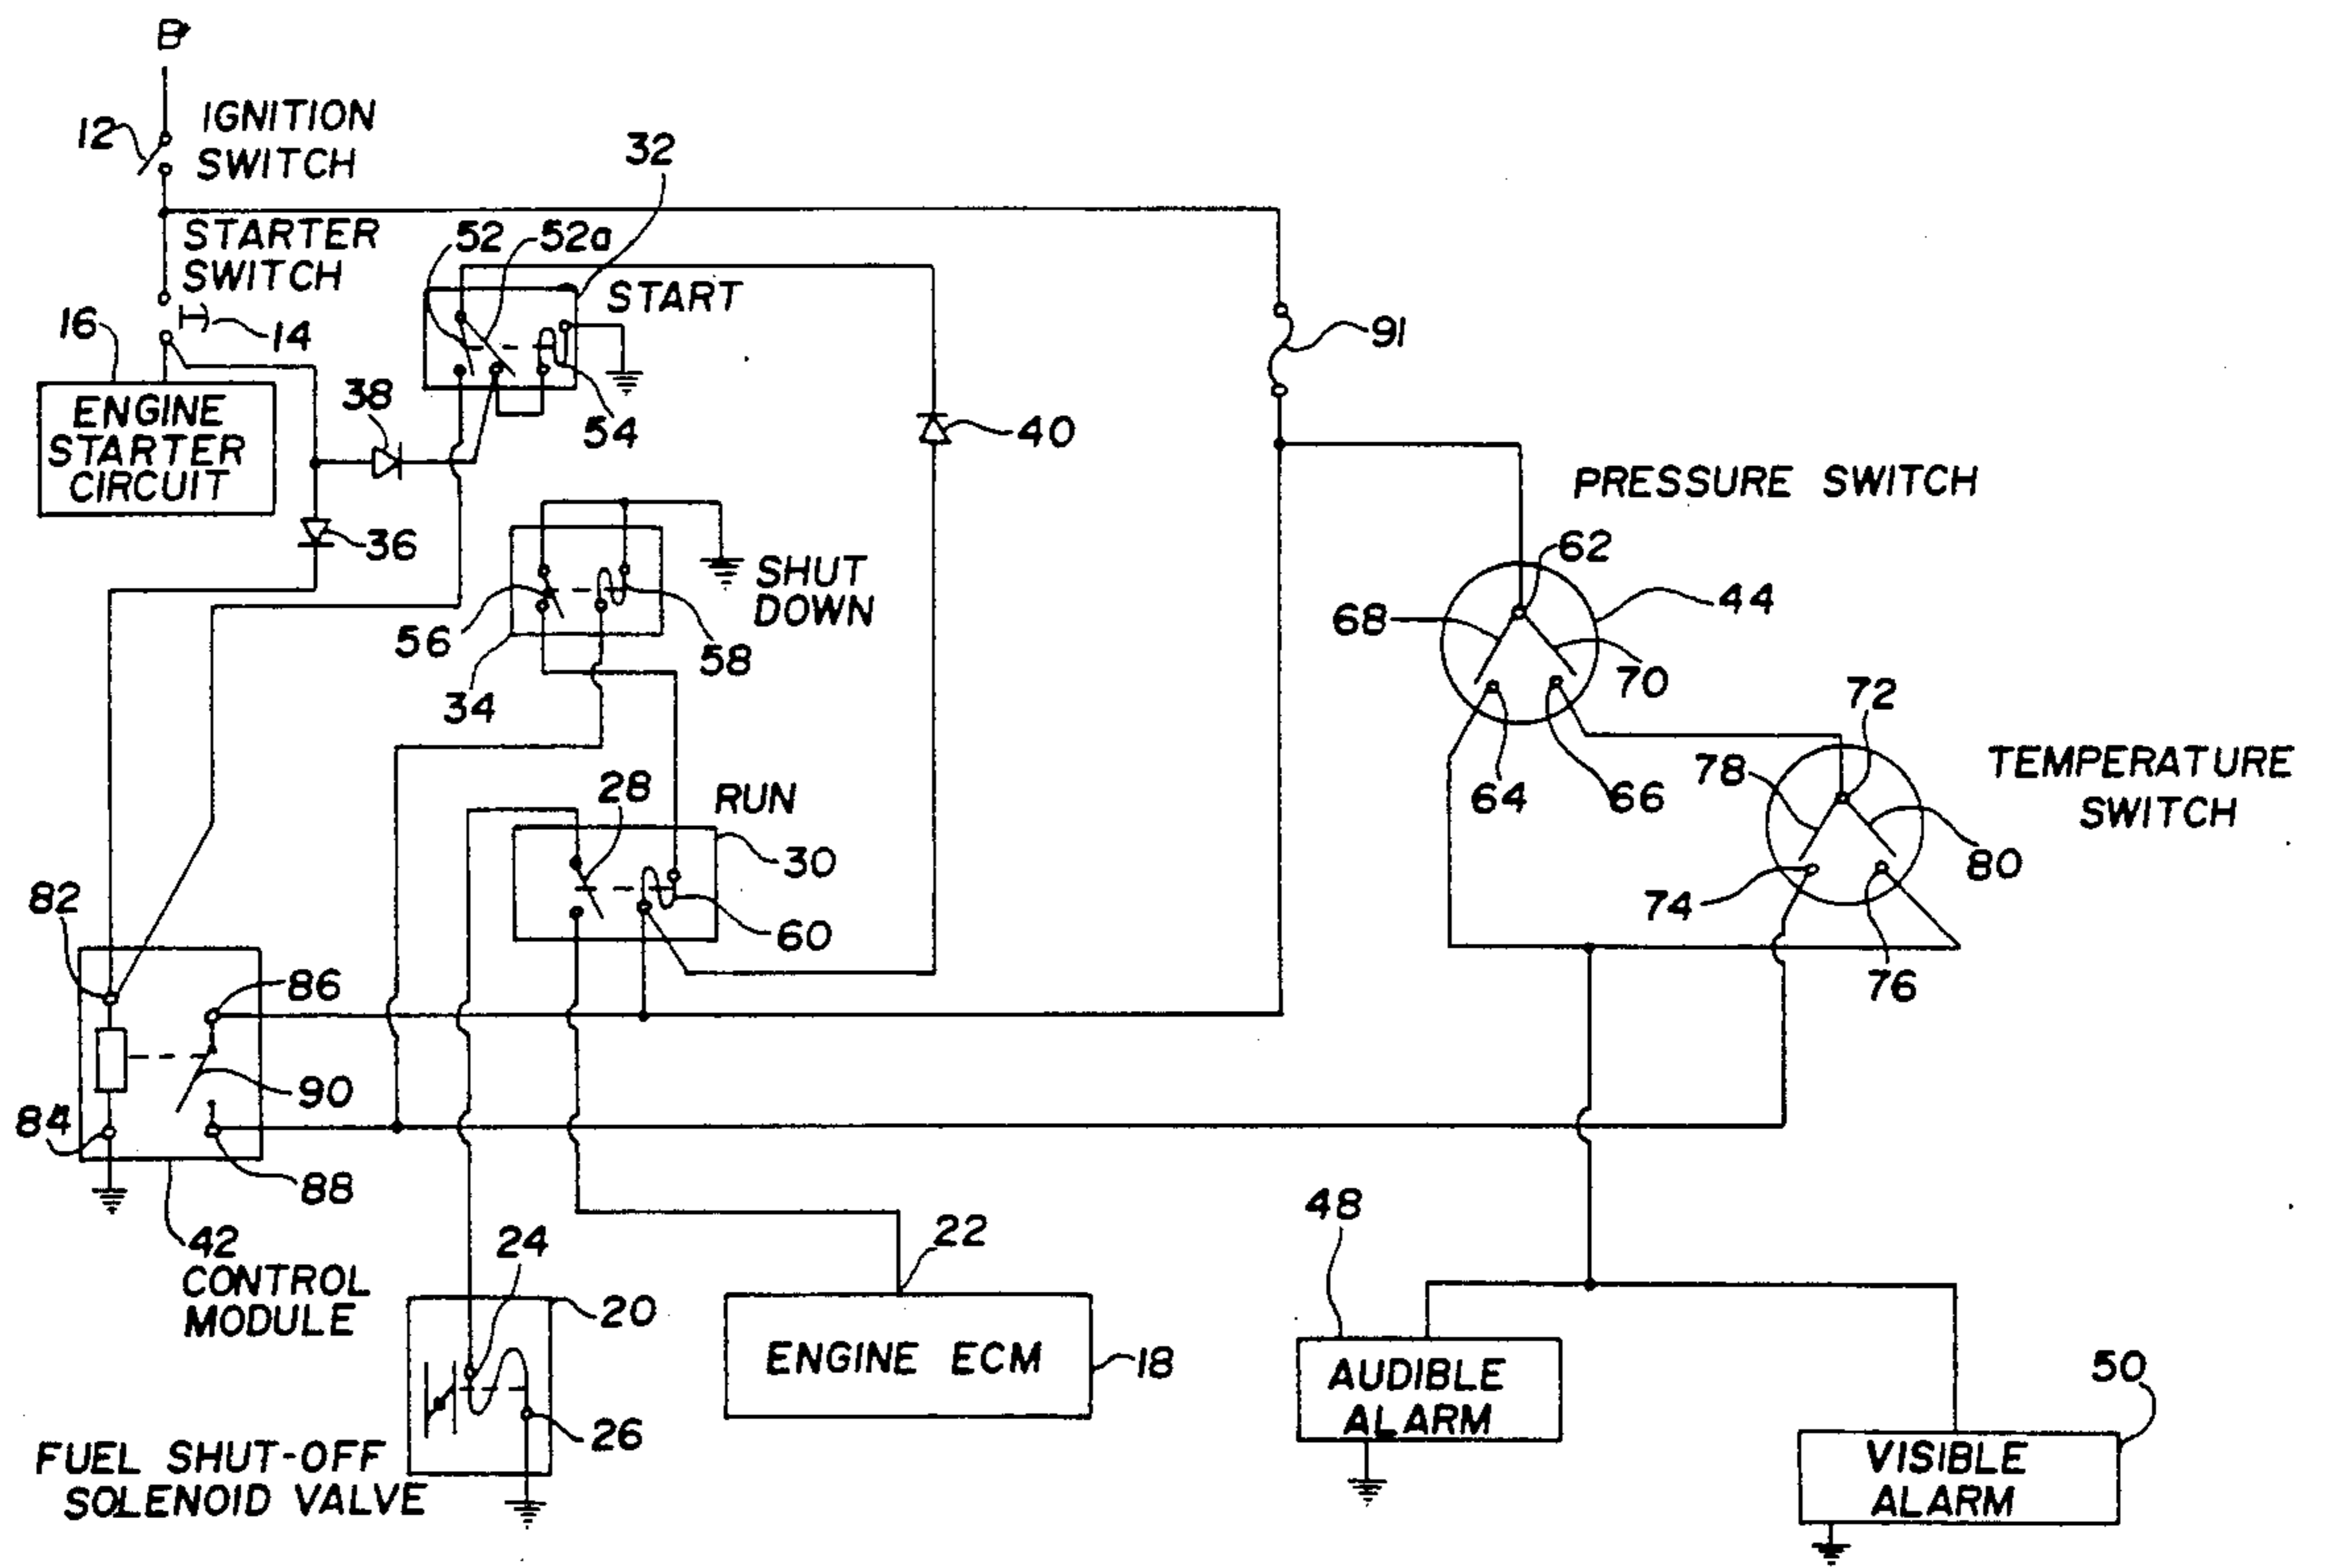 B+
12
IGNITION
SWITCH
32
STARTER
SWITCH
52
52a
START
16
14
91
ENGINE
STARTER
CIRCUIT
38
54
40
PRESSURE SWITCH
36
62
SHUT
DOWN
44
68
56
58
70
34
72
TEMPERATURE
SWITCH
28
RUN
64
66
78
30
80
82
60
74
86
76
90
84
88
42
CONTROL
MODULE
24
22
48
20
ENGINE ECM
18
AUDIBLE
ALARM
50
26
FUEL SHUT-OFF
SOLENOID VALVE
VISIBLE
ALARM